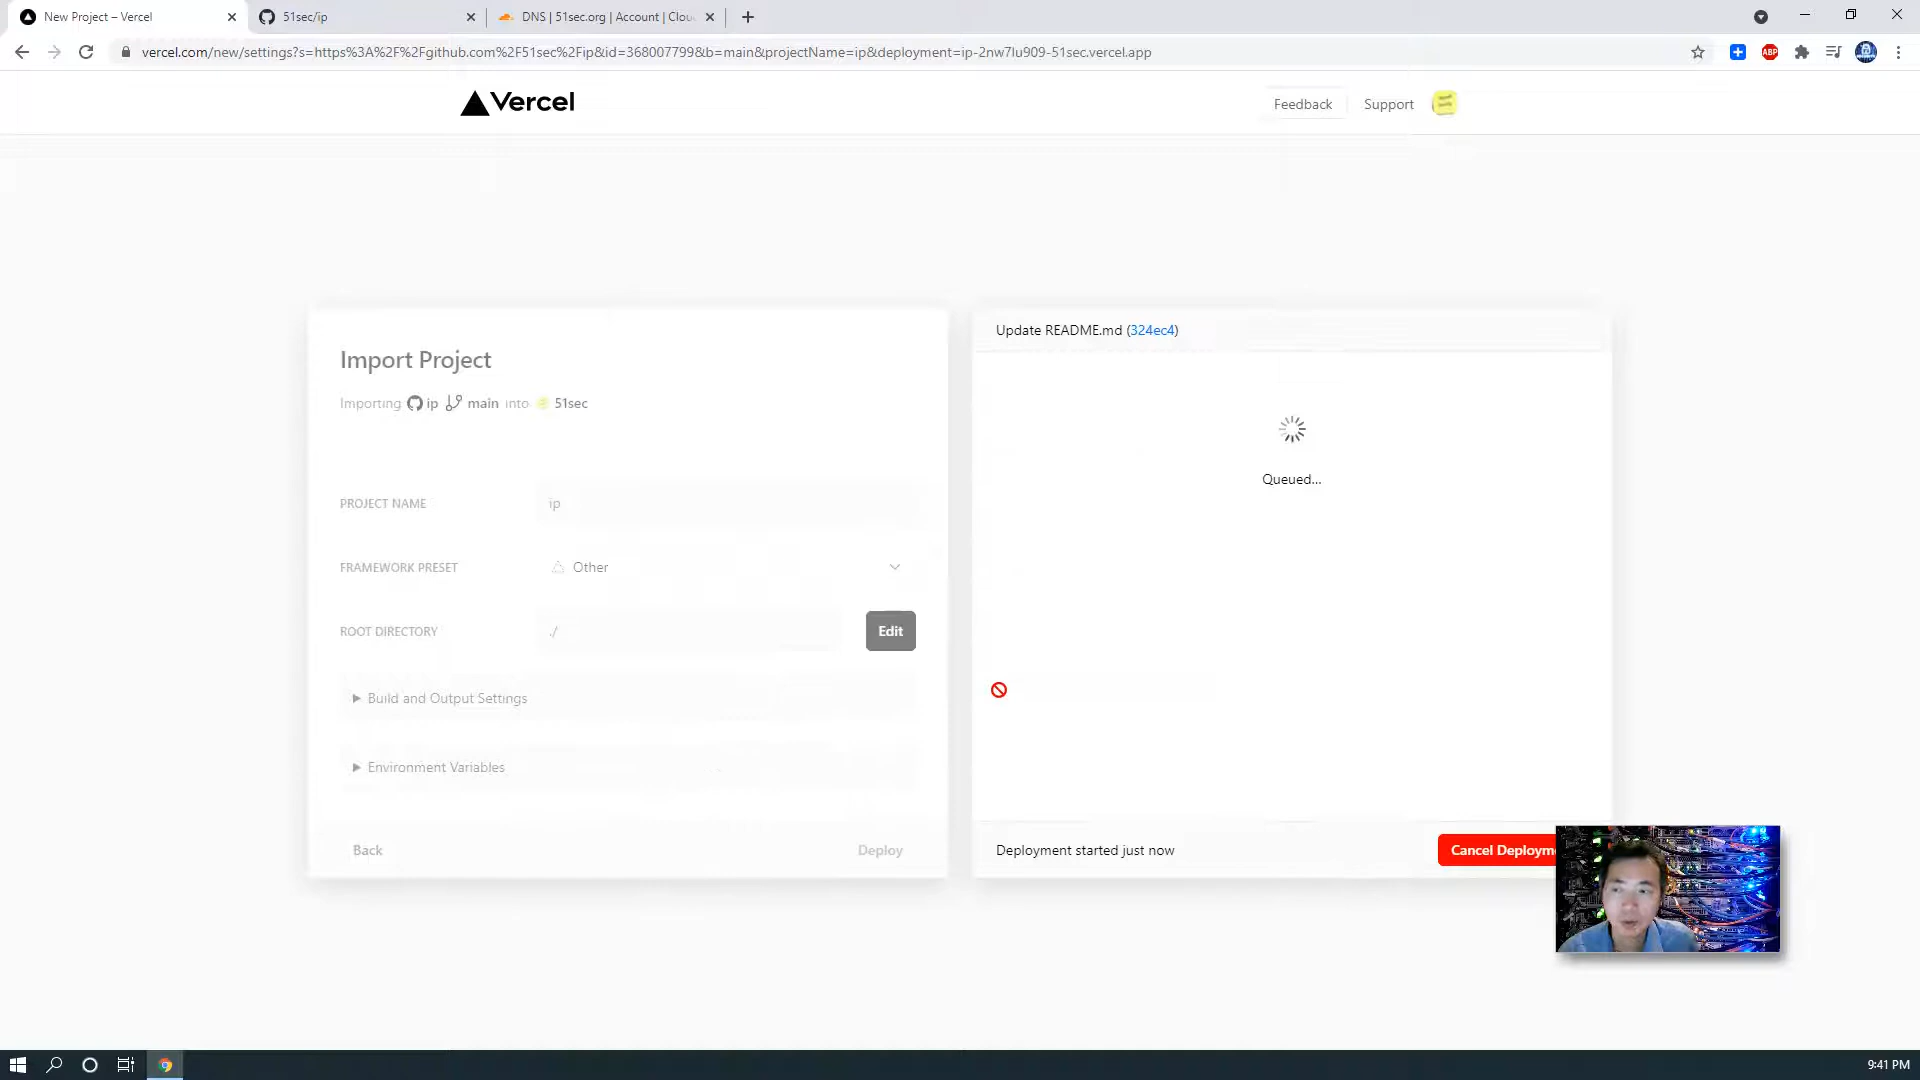 New Project – Vercel
51sec/ip
DNS | 51sec.org | Account | Clou
vercel.com/new/settings?s=https%3A%2F%2Fgithub.com%2F51sec%2Fip&id=368007799&b=main&projectName=ip&deployment=ip-2nw7lu909-51sec.vercel.app
ABP
Vercel
Feedback
Support
Import Project
Importing ip main into 51sec
PROJECT NAME
ip
FRAMEWORK PRESET
Other
ROOT DIRECTORY
./
Edit
Build and Output Settings
Environment Variables
Back
Deploy
Update README.md (324ec4)
Queued...
Deployment started just now
Cancel Deployme
9:41 PM